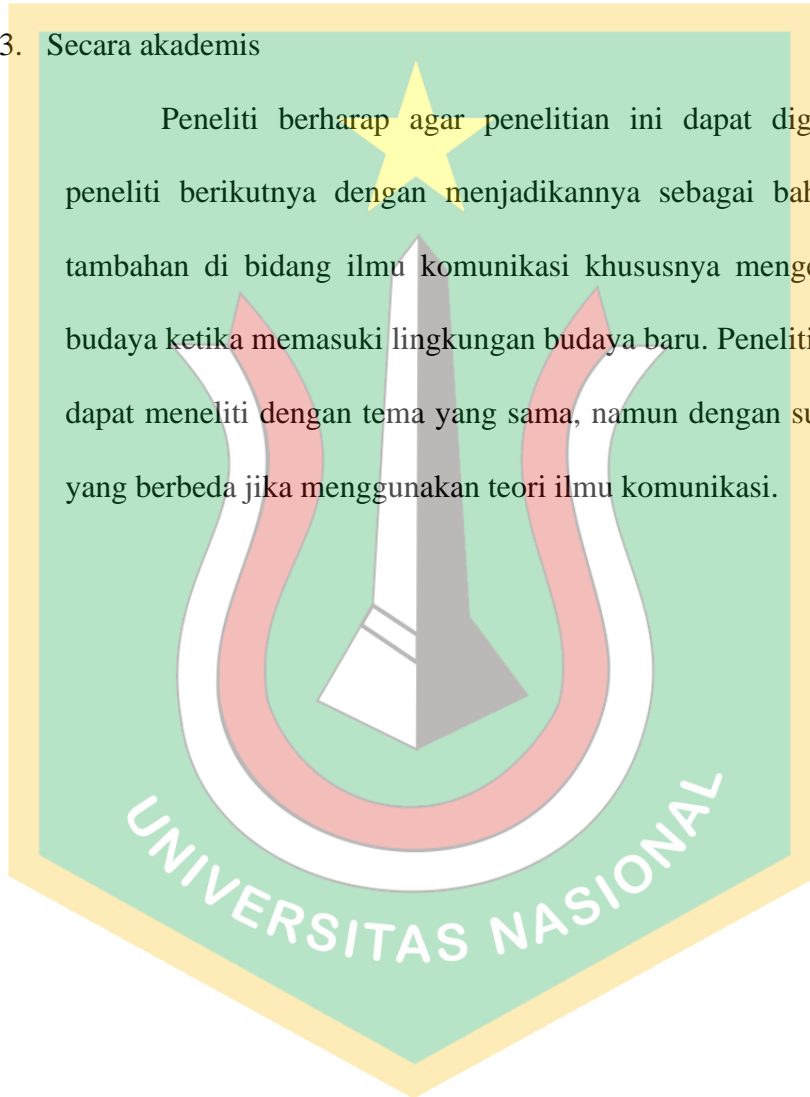 3. Secara akademis
Peneliti berharap agar penelitian ini dapat dig
peneliti berikutnya dengan menjadikannya sebagai bah
tambahan di bidang ilmu komunikasi khususnya menge
budaya ketika memasuki lingkungan budaya baru. Peneliti
dapat meneliti dengan tema yang sama, namun dengan su
yang berbeda jika menggunakan teori ilmu komunikasi.
UNIVERSITAS NASIONAL